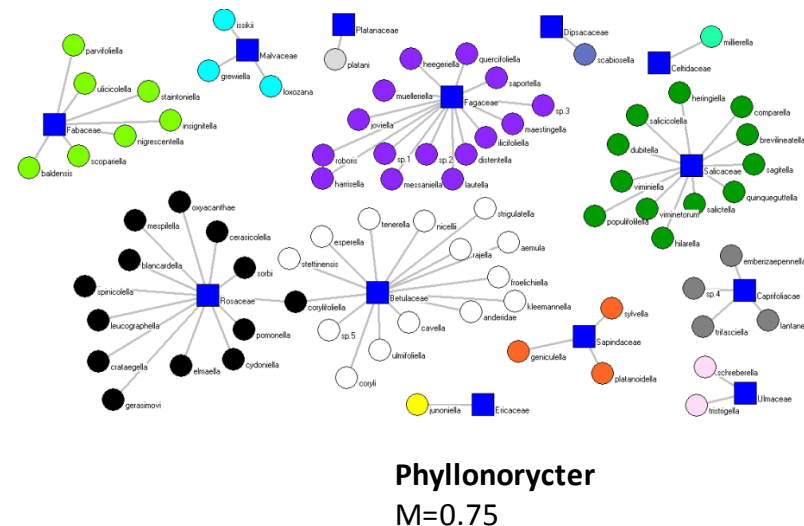 issikii
Malvaceae
grewiella
loxozana
parvifoliella
ulicicolella
staintoniella
insignitella
Fabaceae
nigrescentella
scopariella
baldensis
Platanaceae
platani
Dipsacaceae
scabiosella
millierella
Celtidaceae
heegeriella
quercifoliella
saportella
muelleriella
Fagaceae
sp.3
joviella
maestingella
ilicifoliella
roboris
sp.1
sp.2
distentella
harrisella
messaniella
lautella
heringiella
comparella
salicicolella
brevilineatella
dubitella
Salicaceae
sagitella
viminiella
quinqueguttella
populifoliella
viminetorum
salictella
hilarella
oxyacanthae
mespilella
cerasicolella
blancardella
sorbi
spinicolella
Rosaceae
corylifoliella
leucographella
pomonella
crataegella
elmaella
cydoniella
gerasimovi
tenerella
nicellii
strigulatella
esperella
rajella
aemula
stettinensis
froelichiella
Betulaceae
kleemannella
anderidae
cavella
sp.5
ulmifoliella
coryli
emberizaepennella
sp.4
Caprifoliacae
trifasciella
lantane
sylvella
Sapindaceae
geniculella
platanoidella
schreberella
Ulmaceae
tristrigella
junoniella
Ericaceae
Phyllonorycter
M=0.75